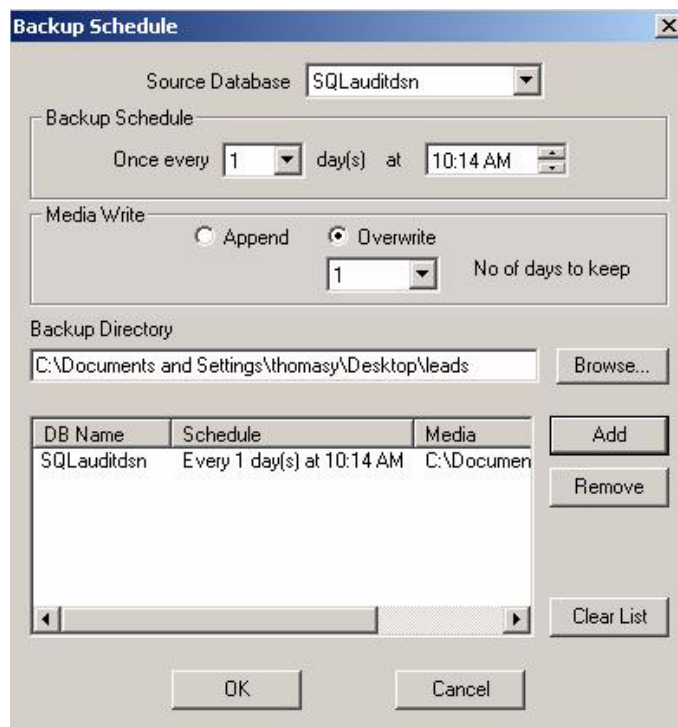 Backup Schedule
Source Database SQLauditdsn
Backup Schedule
Once every 1 day(s) at 10:14 AM
Media Write
Append Overwrite
1 No of days to keep
Backup Directory
C:\Documents and Settings\thomasy\Desktop\leads Browse...
DB Name Schedule Media
SQLauditdsn Every 1 day(s) at 10:14 AM C:\Documen
Add
Remove
Clear List
OK Cancel